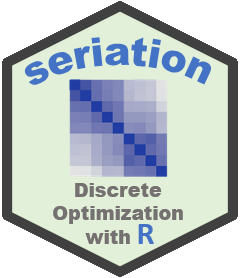 seriation
Discrete
Optimization
with R